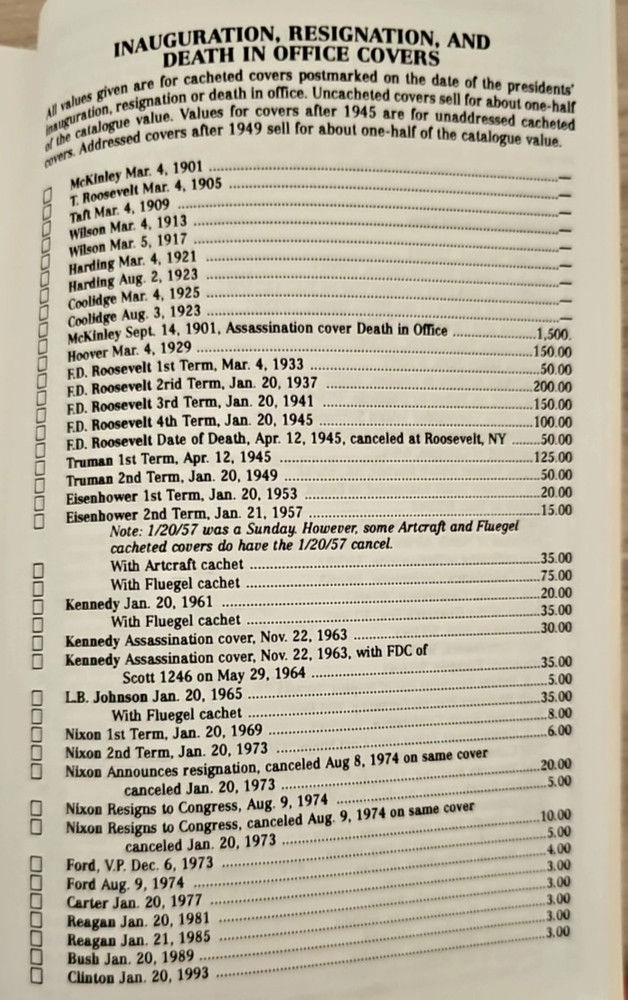 INAUGURATION, RESIGNATION, AND
DEATH IN OFFICE COVERS
All values given are for cacheted covers postmarked on the date of the presidents'
inauguration, resignation or death in office. Uncacheted covers sell for about one-half
of the catalogue value. Values for covers after 1945 are for unaddressed cacheted
covers. Addressed covers after 1949 sell for about one-half of the catalogue value.
McKinley Mar. 4, 1901 ..... —
T. Roosevelt Mar. 4, 1905 ..... —
Taft Mar. 4, 1909 ..... —
Wilson Mar. 4, 1913 ..... —
Wilson Mar. 5, 1917 ..... —
Harding Mar. 4, 1921 ..... —
Harding Aug. 2, 1923 ..... —
Coolidge Mar. 4, 1925 ..... —
Coolidge Aug. 3, 1923 ..... —
McKinley Sept. 14, 1901, Assassination cover Death in Office ..... 1,500.
Hoover Mar. 4, 1929 ..... 150.00
F.D. Roosevelt 1st Term, Mar. 4, 1933 ..... 50.00
F.D. Roosevelt 2rid Term, Jan. 20, 1937 ..... 200.00
F.D. Roosevelt 3rd Term, Jan. 20, 1941 ..... 150.00
F.D. Roosevelt 4th Term, Jan. 20, 1945 ..... 100.00
F.D. Roosevelt Date of Death, Apr. 12, 1945, canceled at Roosevelt, NY ..... 50.00
Truman 1st Term, Apr. 12, 1945 ..... 125.00
Truman 2nd Term, Jan. 20, 1949 ..... 50.00
Eisenhower 1st Term, Jan. 20, 1953 ..... 20.00
Eisenhower 2nd Term, Jan. 21, 1957 ..... 15.00
Note: 1/20/57 was a Sunday. However, some Artcraft and Fluegel
cacheted covers do have the 1/20/57 cancel.
With Artcraft cachet ..... 35.00
With Fluegel cachet ..... 75.00
Kennedy Jan. 20, 1961 ..... 20.00
With Fluegel cachet ..... 35.00
Kennedy Assassination cover, Nov. 22, 1963 ..... 30.00
Kennedy Assassination cover, Nov. 22, 1963, with FDC of
Scott 1246 on May 29, 1964 ..... 35.00
L.B. Johnson Jan. 20, 1965 ..... 5.00
With Fluegel cachet ..... 35.00
Nixon 1st Term, Jan. 20, 1969 ..... 8.00
Nixon 2nd Term, Jan. 20, 1973 ..... 6.00
Nixon Announces resignation, canceled Aug 8, 1974 on same cover
canceled Jan. 20, 1973 ..... 20.00
Nixon Resigns to Congress, Aug. 9, 1974 ..... 5.00
Nixon Resigns to Congress, canceled Aug. 9, 1974 on same cover
canceled Jan. 20, 1973 ..... 10.00
Ford, V.P. Dec. 6, 1973 ..... 5.00
Ford Aug. 9, 1974 ..... 4.00
Carter Jan. 20, 1977 ..... 3.00
Reagan Jan. 20, 1981 ..... 3.00
Reagan Jan. 21, 1985 ..... 3.00
Bush Jan. 20, 1989 ..... 3.00
Clinton Jan. 20, 1993 ..... 3.00